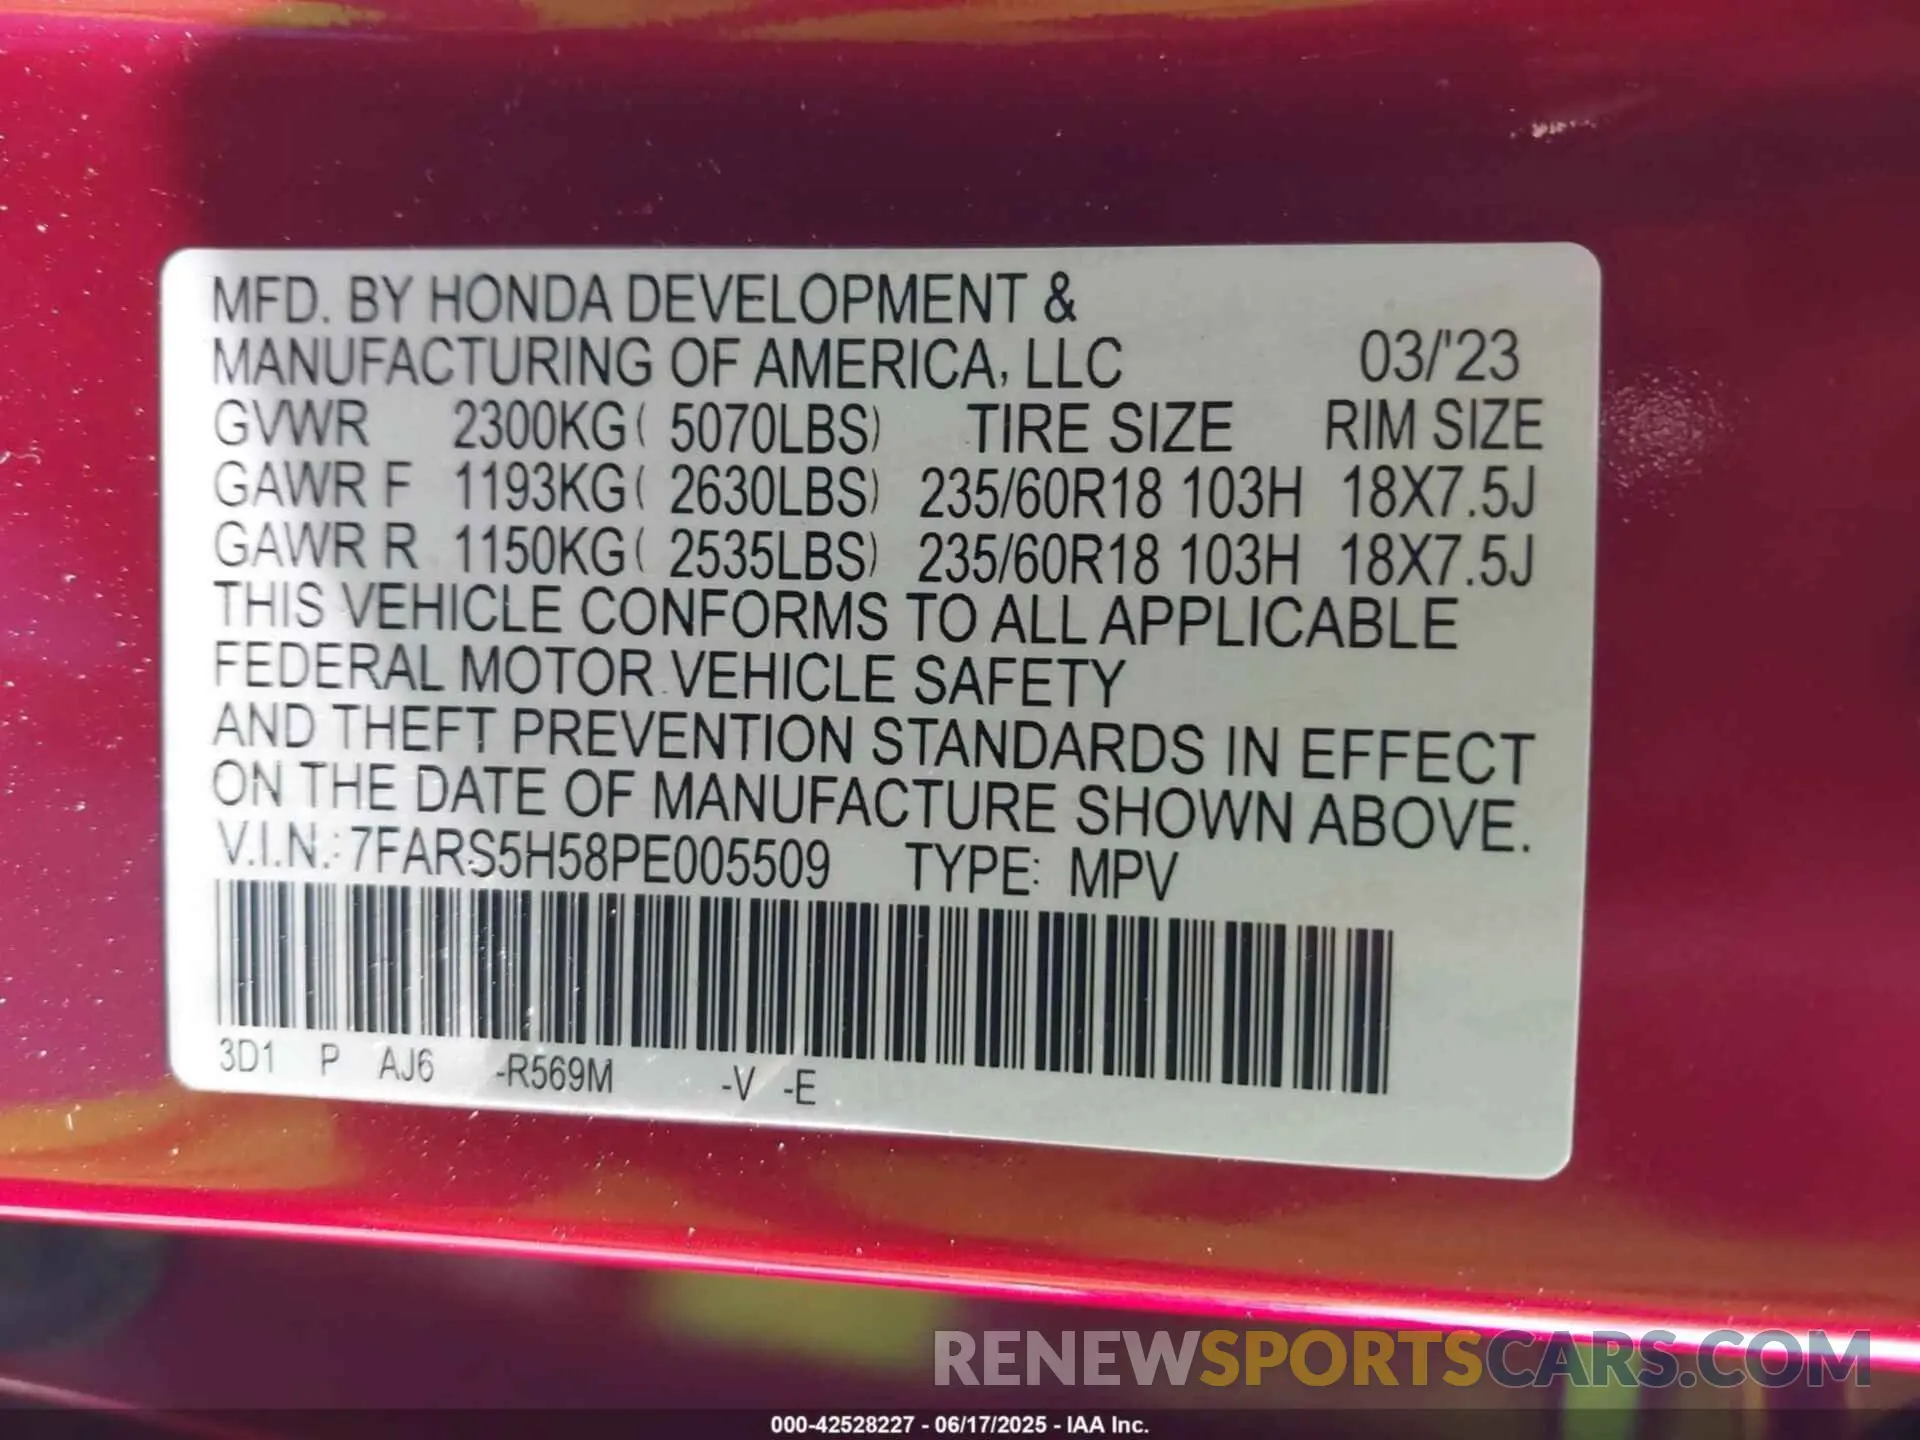 MFD. BY HONDA DEVELOPMENT &
MANUFACTURING OF AMERICA, LLC 03/'23
GVWR 2300KG( 5070LBS) TIRE SIZE RIM SIZE
GAWR F 1193KG( 2630LBS) 235/60R18 103H 18X7.5J
GAWR R 1150KG( 2535LBS) 235/60R18 103H 18X7.5J
THIS VEHICLE CONFORMS TO ALL APPLICABLE
FEDERAL MOTOR VEHICLE SAFETY
AND THEFT PREVENTION STANDARDS IN EFFECT
ON THE DATE OF MANUFACTURE SHOWN ABOVE.
V.I.N.: 7FARS5H58PE005509 TYPE: MPV
3D1 P AJ6 -R569M -V -E
RENEWSPORTSCARS.COM
000-42528227 - 06/17/2025 - IAA Inc.